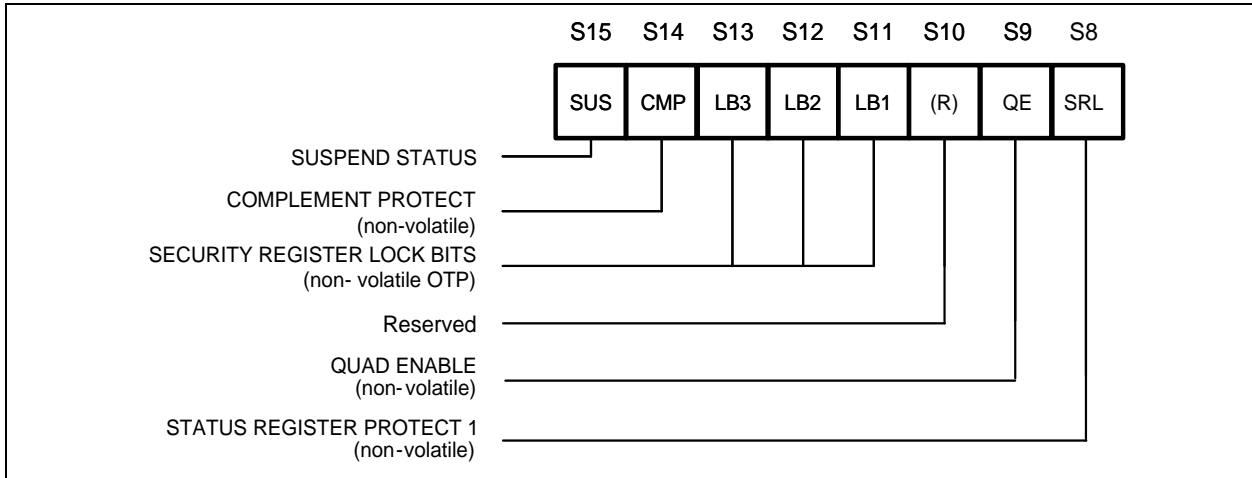 S15 S14 S13 S12 S11 S10 S9 S8
SUS CMP LB3 LB2 LB1 (R) QE SRL
SUSPEND STATUS
COMPLEMENT PROTECT
(non-volatile)
SECURITY REGISTER LOCK BITS
(non- volatile OTP)
Reserved
QUAD ENABLE
(non-volatile)
STATUS REGISTER PROTECT 1
(non-volatile)